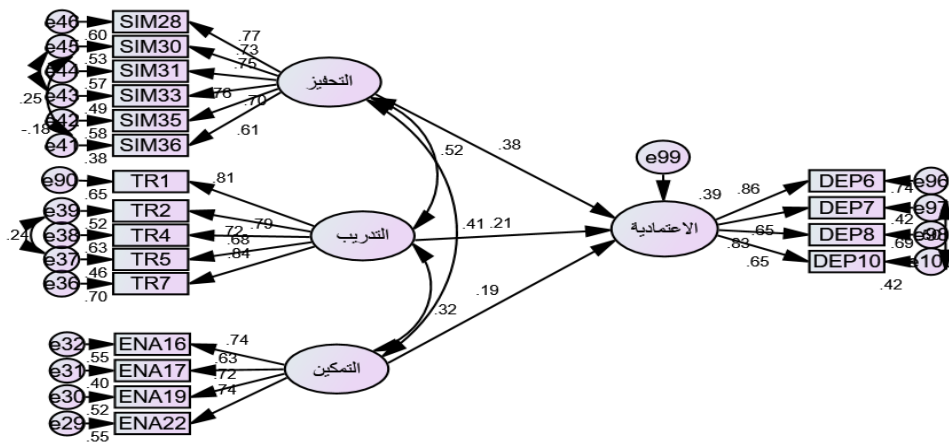 e46 SIM28
.60
e45 SIM30
.53
e44 SIM31
.57
e43 SIM33
.49
e42 SIM35
.58
e41 SIM36
.38
.25
-.18
.77
.73
.75
.76
.70
.61
التحفيز
e90 TR1
.65
e39 TR2
.52
e38 TR4
.63
e37 TR5
.46
e36 TR7
.70
.24
.81
.79
.72
.68
.84
التدريب
e32 ENA16
.55
e31 ENA17
.40
e30 ENA19
.52
e29 ENA22
.55
.74
.63
.72
.74
التمكين
.52
.41
.32
.38
.21
.19
e99
.39
الاعتمادية
.86
.65
.83
.65
DEP6 e96
.74
DEP7 e97
.42
DEP8
.69
DEP10
.42